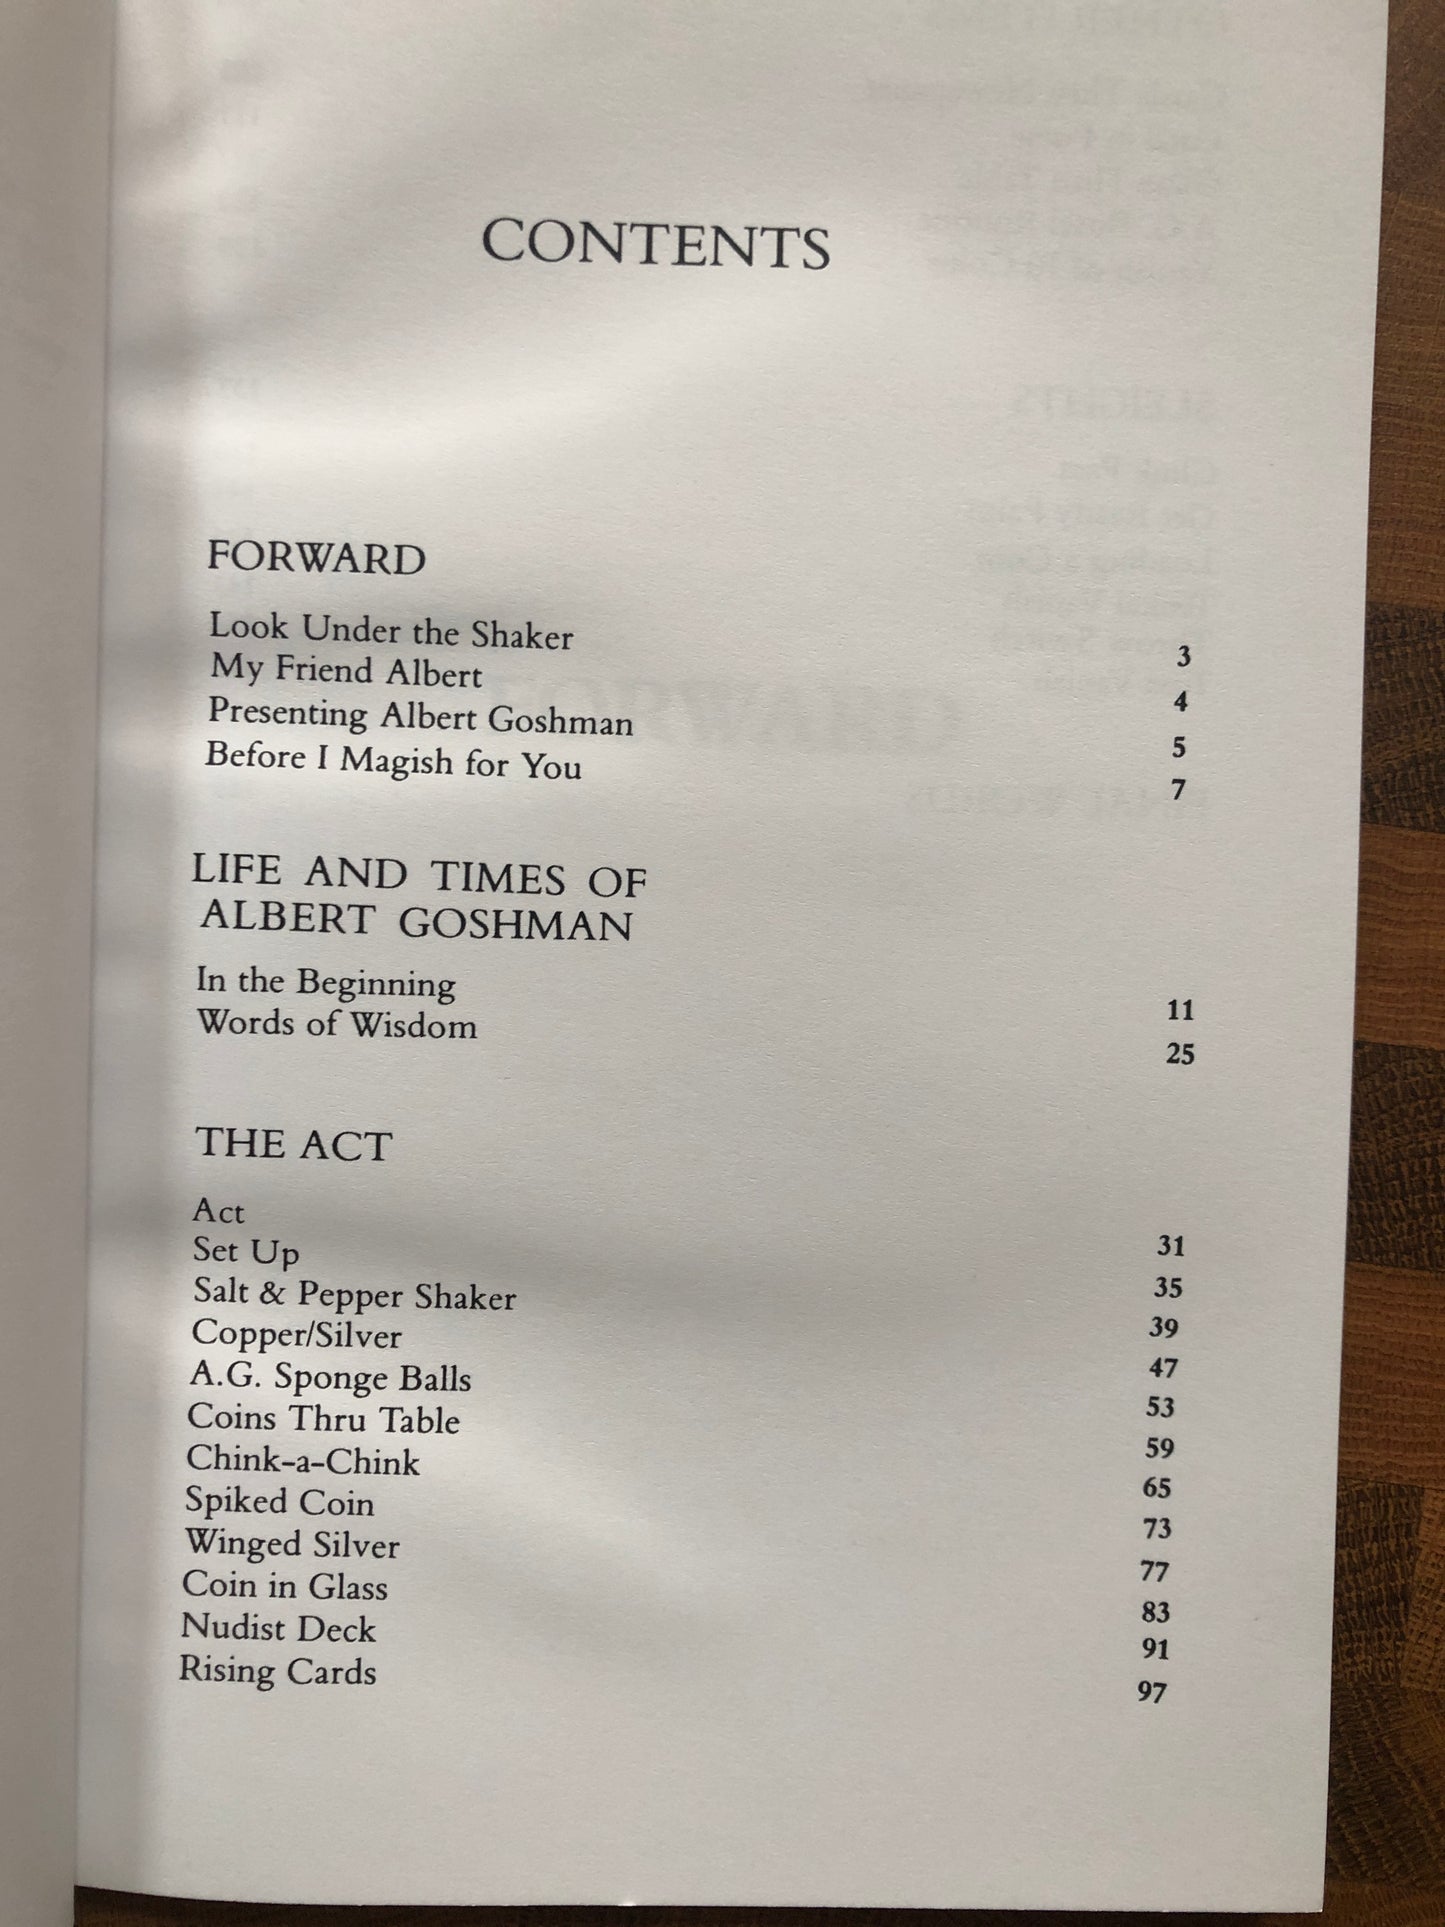 CONTENTS
FORWARD
Look Under the Shaker 3
My Friend Albert 4
Presenting Albert Goshman 5
Before I Magish for You 7
LIFE AND TIMES OF
ALBERT GOSHMAN
In the Beginning 11
Words of Wisdom 25
THE ACT
Act 31
Set Up 35
Salt & Pepper Shaker 39
Copper/Silver 47
A.G. Sponge Balls 53
Coins Thru Table 59
Chink-a-Chink 65
Spiked Coin 73
Winged Silver 77
Coin in Glass 83
Nudist Deck 91
Rising Cards 97